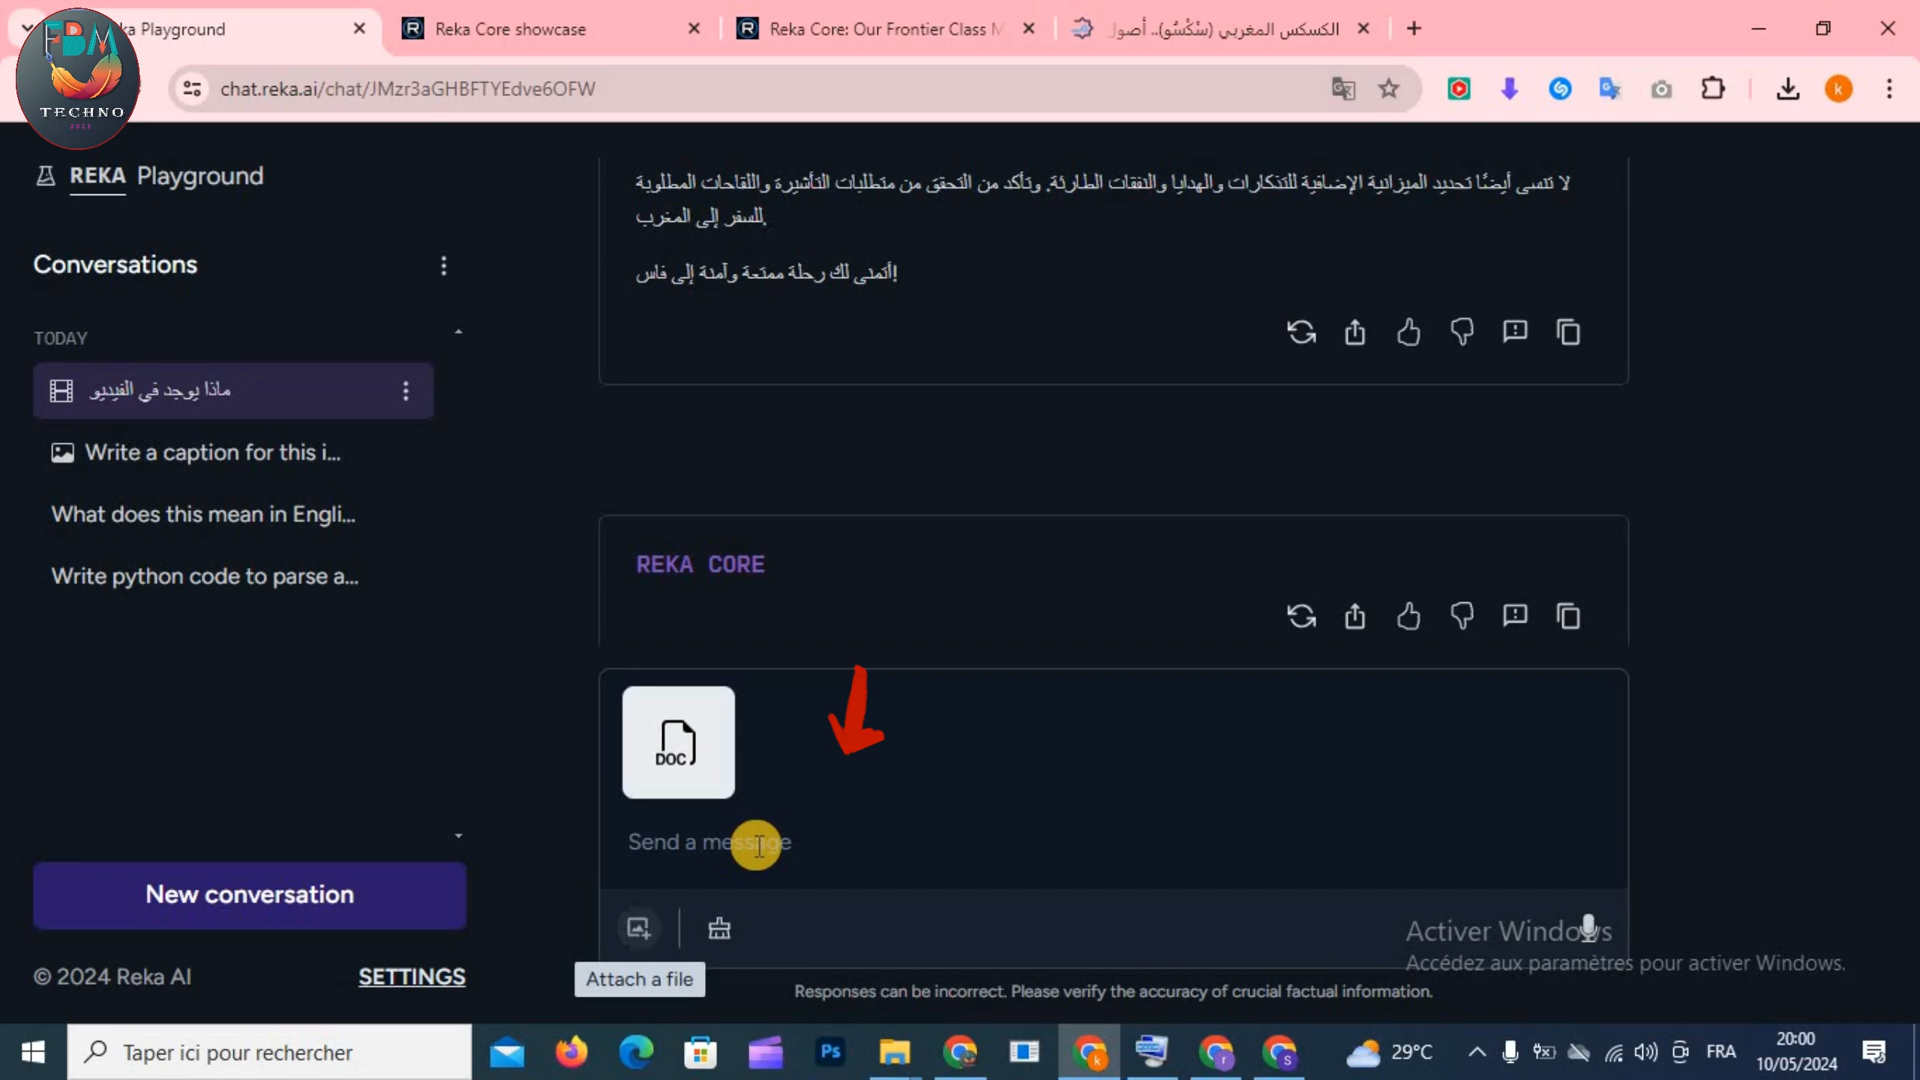 FBM
TECHNO
2023
ka Playground
Reka Core showcase
Reka Core: Our Frontier Class M
الكسكس المغربي (سْكْسُو).. أصول
chat.reka.ai/chat/JMzr3aGHBFTYEdve6OFW
REKA Playground
Conversations
TODAY
ماذا يوجد في الفيديو
Write a caption for this i...
What does this mean in Engli...
Write python code to parse a...
New conversation
© 2024 Reka AI
SETTINGS
لا تنسى أيضًا تحديد الميزانية الإضافية للتذكارات والهدايا والنفقات الطارئة, وتأكد من التحقق من متطلبات التأشيرة واللقاحات المطلوبة
للسفر إلى المغرب.
أتمنى لك رحلة ممتعة وآمنة إلى فاس!
REKA CORE
DOC
Send a message
Attach a file
Activer Windows
Accédez aux paramètres pour activer Windows.
Responses can be incorrect. Please verify the accuracy of crucial factual information.
Taper ici pour rechercher
Ps
29°C
FRA
20:00
10/05/2024